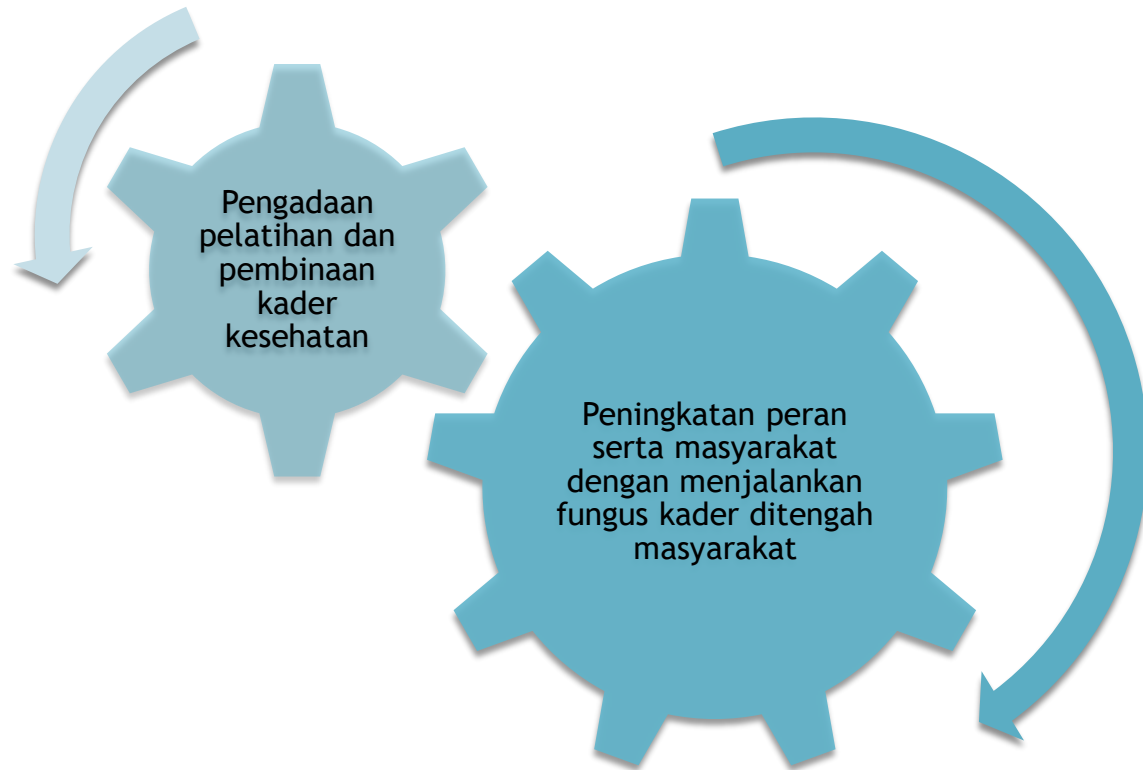 Pengadaan
pelatihan dan
pembinaan
kader
kesehatan
Peningkatan peran
serta masyarakat
dengan menjalankan
fungus kader ditengah
masyarakat